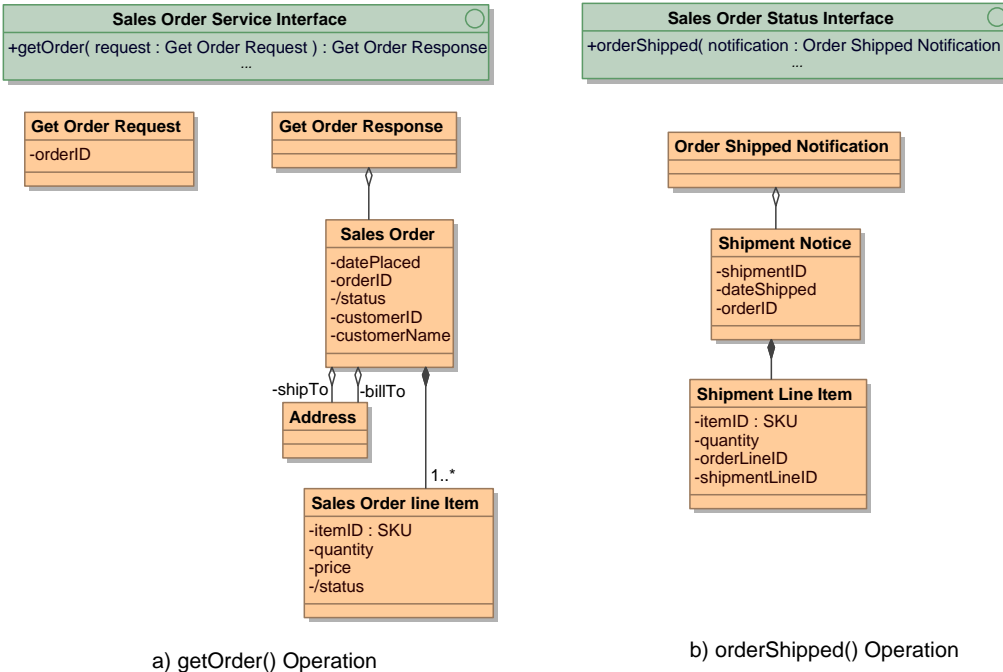 Sales Order Service Interface
+getOrder( request : Get Order Request ) : Get Order Response
...
Get Order Request
-orderID
Get Order Response
Sales Order
-datePlaced
-orderID
-/status
-customerID
-customerName
-shipTo
-billTo
Address
1..*
Sales Order line Item
-itemID : SKU
-quantity
-price
-/status
a) getOrder() Operation
Sales Order Status Interface
+orderShipped( notification : Order Shipped Notification
...
Order Shipped Notification
Shipment Notice
-shipmentID
-dateShipped
-orderID
Shipment Line Item
-itemID : SKU
-quantity
-orderLineID
-shipmentLineID
b) orderShipped() Operation